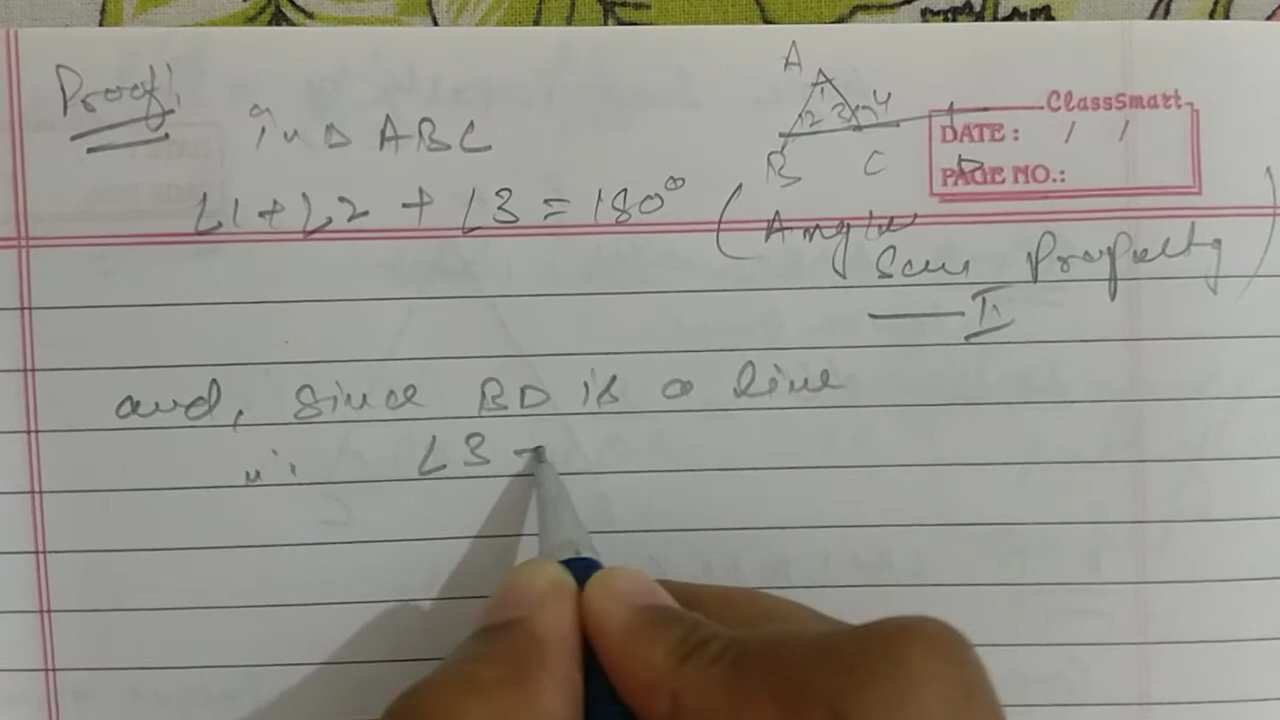 Proof!
A
In Δ ABC
1
2 3 4
Classsmart
DATE: / /
B C D
PAGE NO.:
∠1+∠2 + ∠3 = 180° (Angle
Sum Property)
— II
and, Since BD is a line
∴ ∠3 -